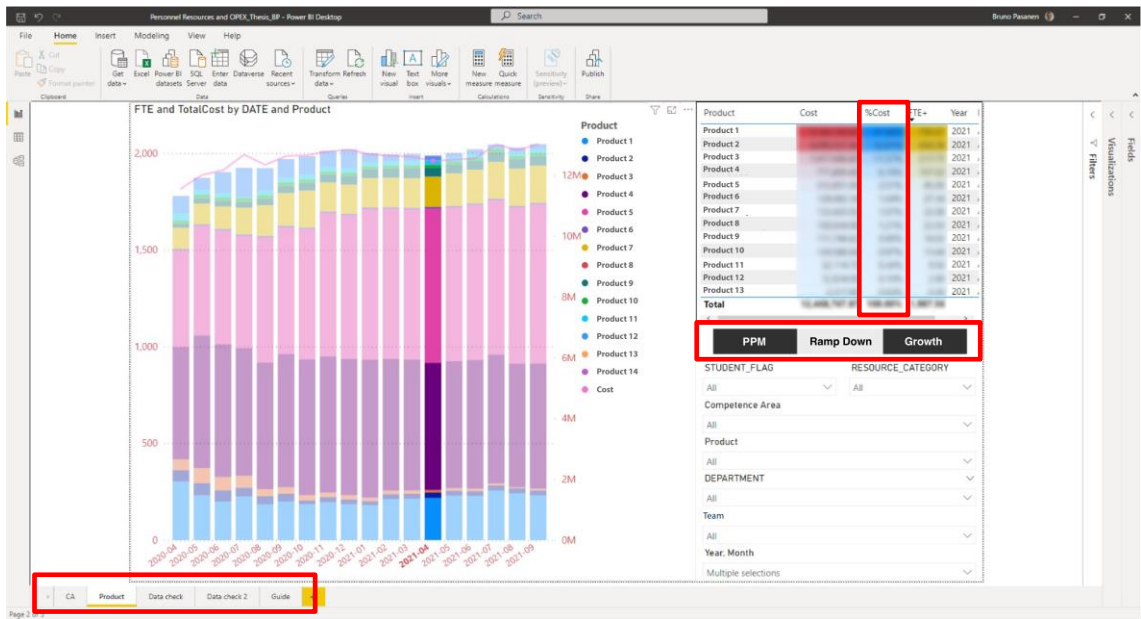 Personnel Resources and OPEX_Thesis_BP - Power BI Desktop
Search
Bruno Pasanen
File Home Insert Modeling View Help
Paste
Cut
Copy
Format painter
Get data
Excel
Power BI datasets
SQL Server
Enter data
Dataverse
Recent sources
Transform data
Refresh
New visual
Text box
More visuals
New measure
Quick measure
Sensitivity (preview)
Publish
Clipboard
Data
Queries
Insert
Calculations
Sensitivity
Share
FTE and TotalCost by DATE and Product
2,000
1,500
1,000
500
0
12M
10M
8M
6M
4M
2M
0M
2020-04
2020-05
2020-06
2020-07
2020-08
2020-09
2020-10
2020-11
2020-12
2021-01
2021-02
2021-03
2021-04
2021-05
2021-06
2021-07
2021-08
2021-09
Product
Product 1
Product 2
Product 3
Product 4
Product 5
Product 6
Product 7
Product 8
Product 9
Product 10
Product 11
Product 12
Product 13
Product 14
Cost
Product Cost %Cost FTE+ Year
Product 1 2021
Product 2 2021
Product 3 2021
Product 4 2021
Product 5 2021
Product 6 2021
Product 7 2021
Product 8 2021
Product 9 2021
Product 10 2021
Product 11 2021
Product 12 2021
Product 13 2021
Total
PPM Ramp Down Growth
STUDENT_FLAG RESOURCE_CATEGORY
All All
Competence Area
All
Product
All
DEPARTMENT
All
Team
All
Year, Month
Multiple selections
Filters
Visualizations
Fields
CA Product Data check Data check 2 Guide
Page 2 of 5